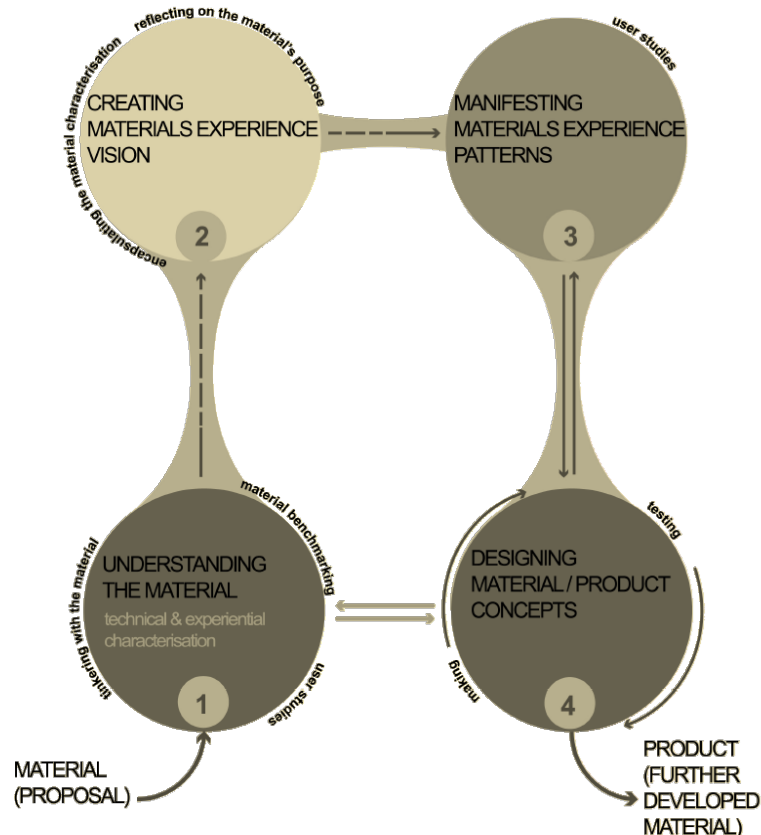 reflecting on the material's purpose
encapsulating the material characterisation
CREATING
MATERIALS EXPERIENCE
VISION
2
user studies
MANIFESTING
MATERIALS EXPERIENCE
PATTERNS
3
tinkering with the material
material benchmarking
user studies
UNDERSTANDING
THE MATERIAL
technical & experiential
characterisation
1
testing
making
DESIGNING
MATERIAL / PRODUCT
CONCEPTS
4
MATERIAL
(PROPOSAL)
PRODUCT
(FURTHER
DEVELOPED
MATERIAL)